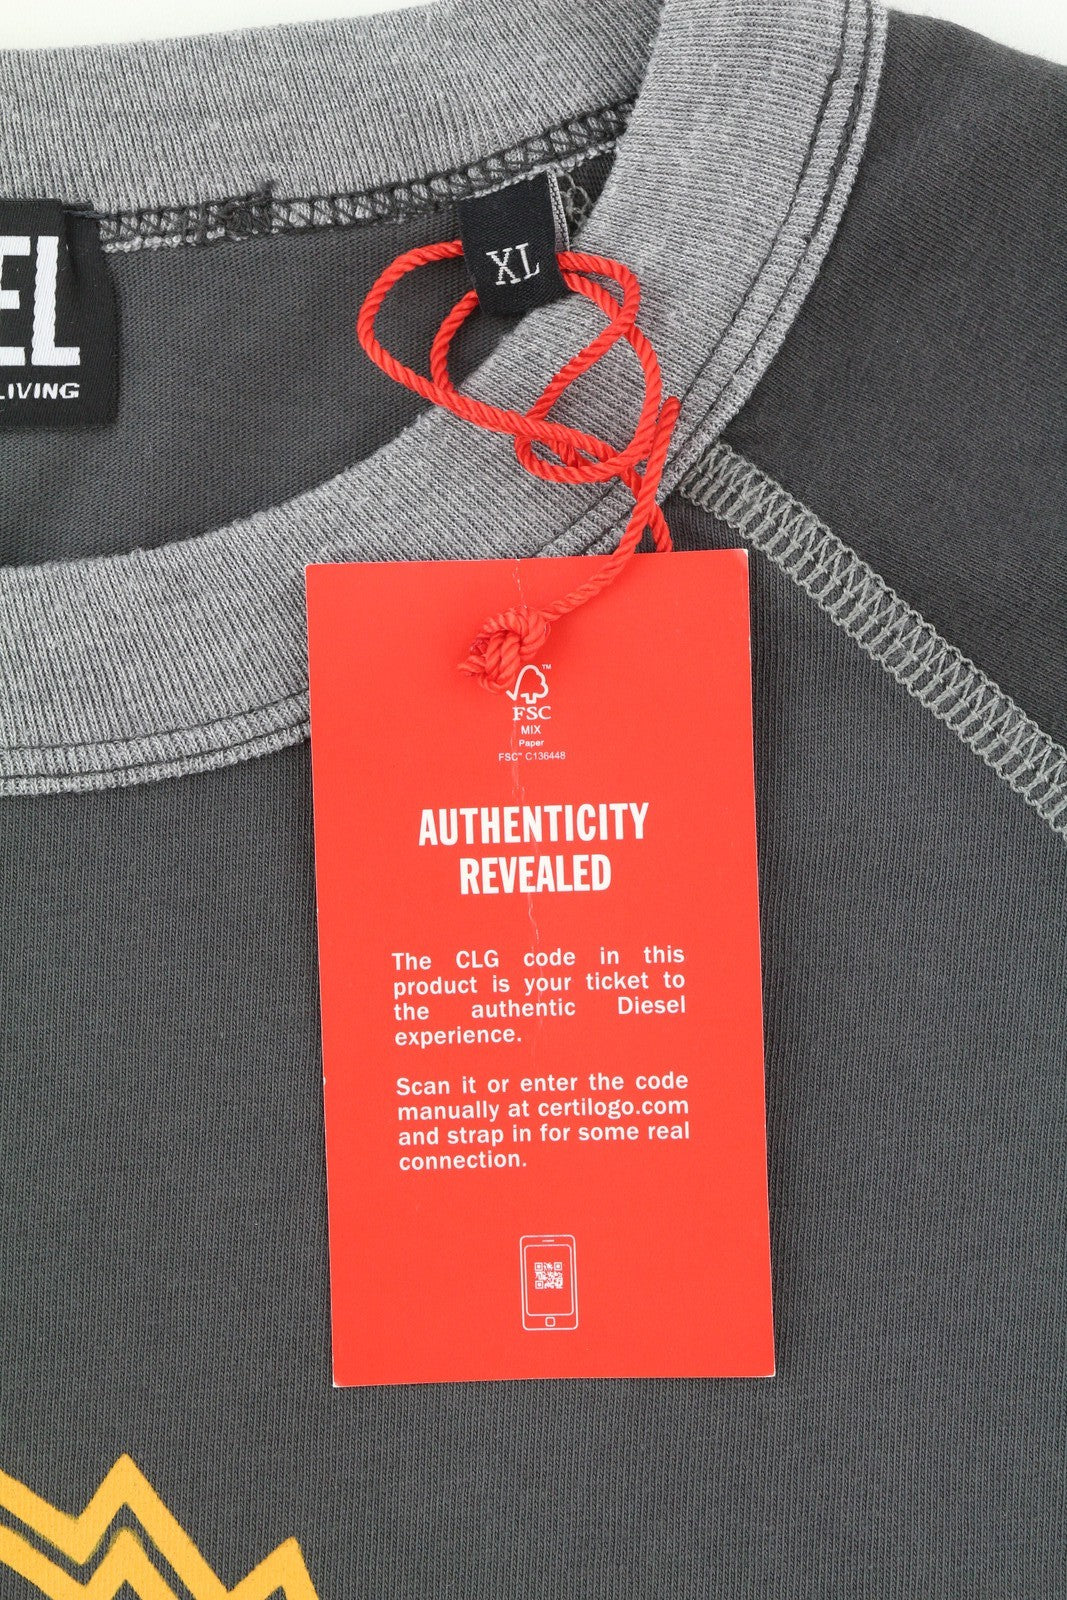 EL
LIVING
XL
FSC™
MIX
Paper
FSC™ C136448
AUTHENTICITY
REVEALED
The CLG code in this
product is your ticket to
the authentic Diesel
experience.
Scan it or enter the code
manually at certilogo.com
and strap in for some real
connection.